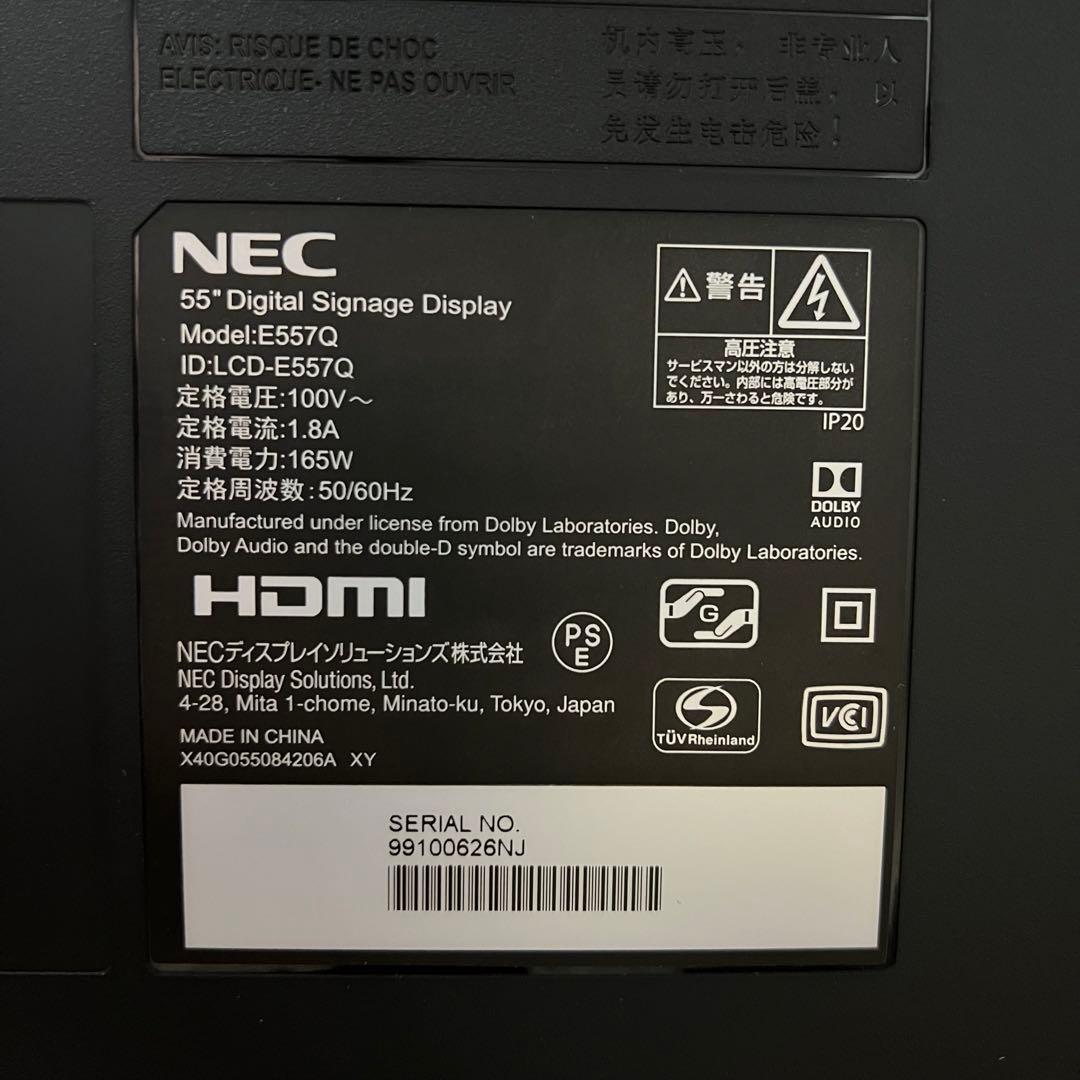 AVIS: RISQUE DE CHOC
ELECTRIQUE- NE PAS OUVRIR
机内高压， 非专业人
员请勿打开后盖， 以
免发生电击危险！
NEC
55" Digital Signage Display
Model:E557Q
ID:LCD-E557Q
定格電圧:100V～
定格電流:1.8A
消費電力:165W
定格周波数:50/60Hz
警告
高圧注意
サービスマン以外の方は分解しない
でください。内部には高電圧部分が
あり、万一さわると危険です。
IP20
DOLBY
AUDIO
Manufactured under license from Dolby Laboratories. Dolby,
Dolby Audio and the double-D symbol are trademarks of Dolby Laboratories.
HDMI
PS
E
G
NECディスプレイソリューションズ株式会社
NEC Display Solutions, Ltd.
4-28, Mita 1-chome, Minato-ku, Tokyo, Japan
TÜVRheinland
VCCI
MADE IN CHINA
X40G055084206A XY
SERIAL NO.
99100626NJ